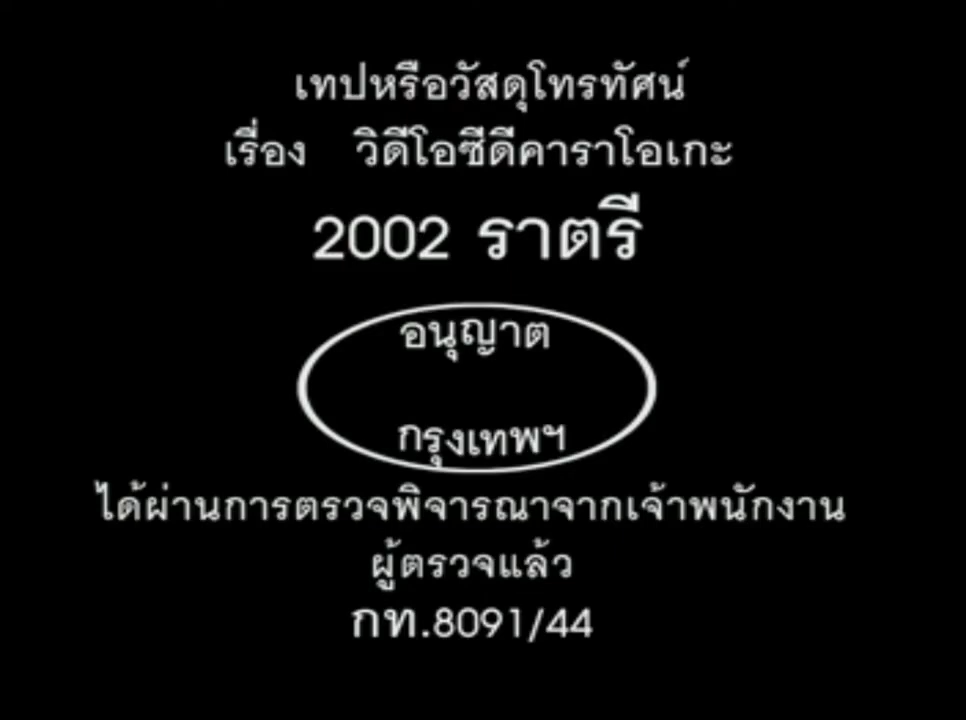 เทปหรือวัสดุโทรทัศน์
เรื่อง วิดีโอซีดีคาราโอเกะ
2002 ราตรี
อนุญาต
กรุงเทพฯ
ได้ผ่านการตรวจพิจารณาจากเจ้าพนักงาน
ผู้ตรวจแล้ว
กท.8091/44